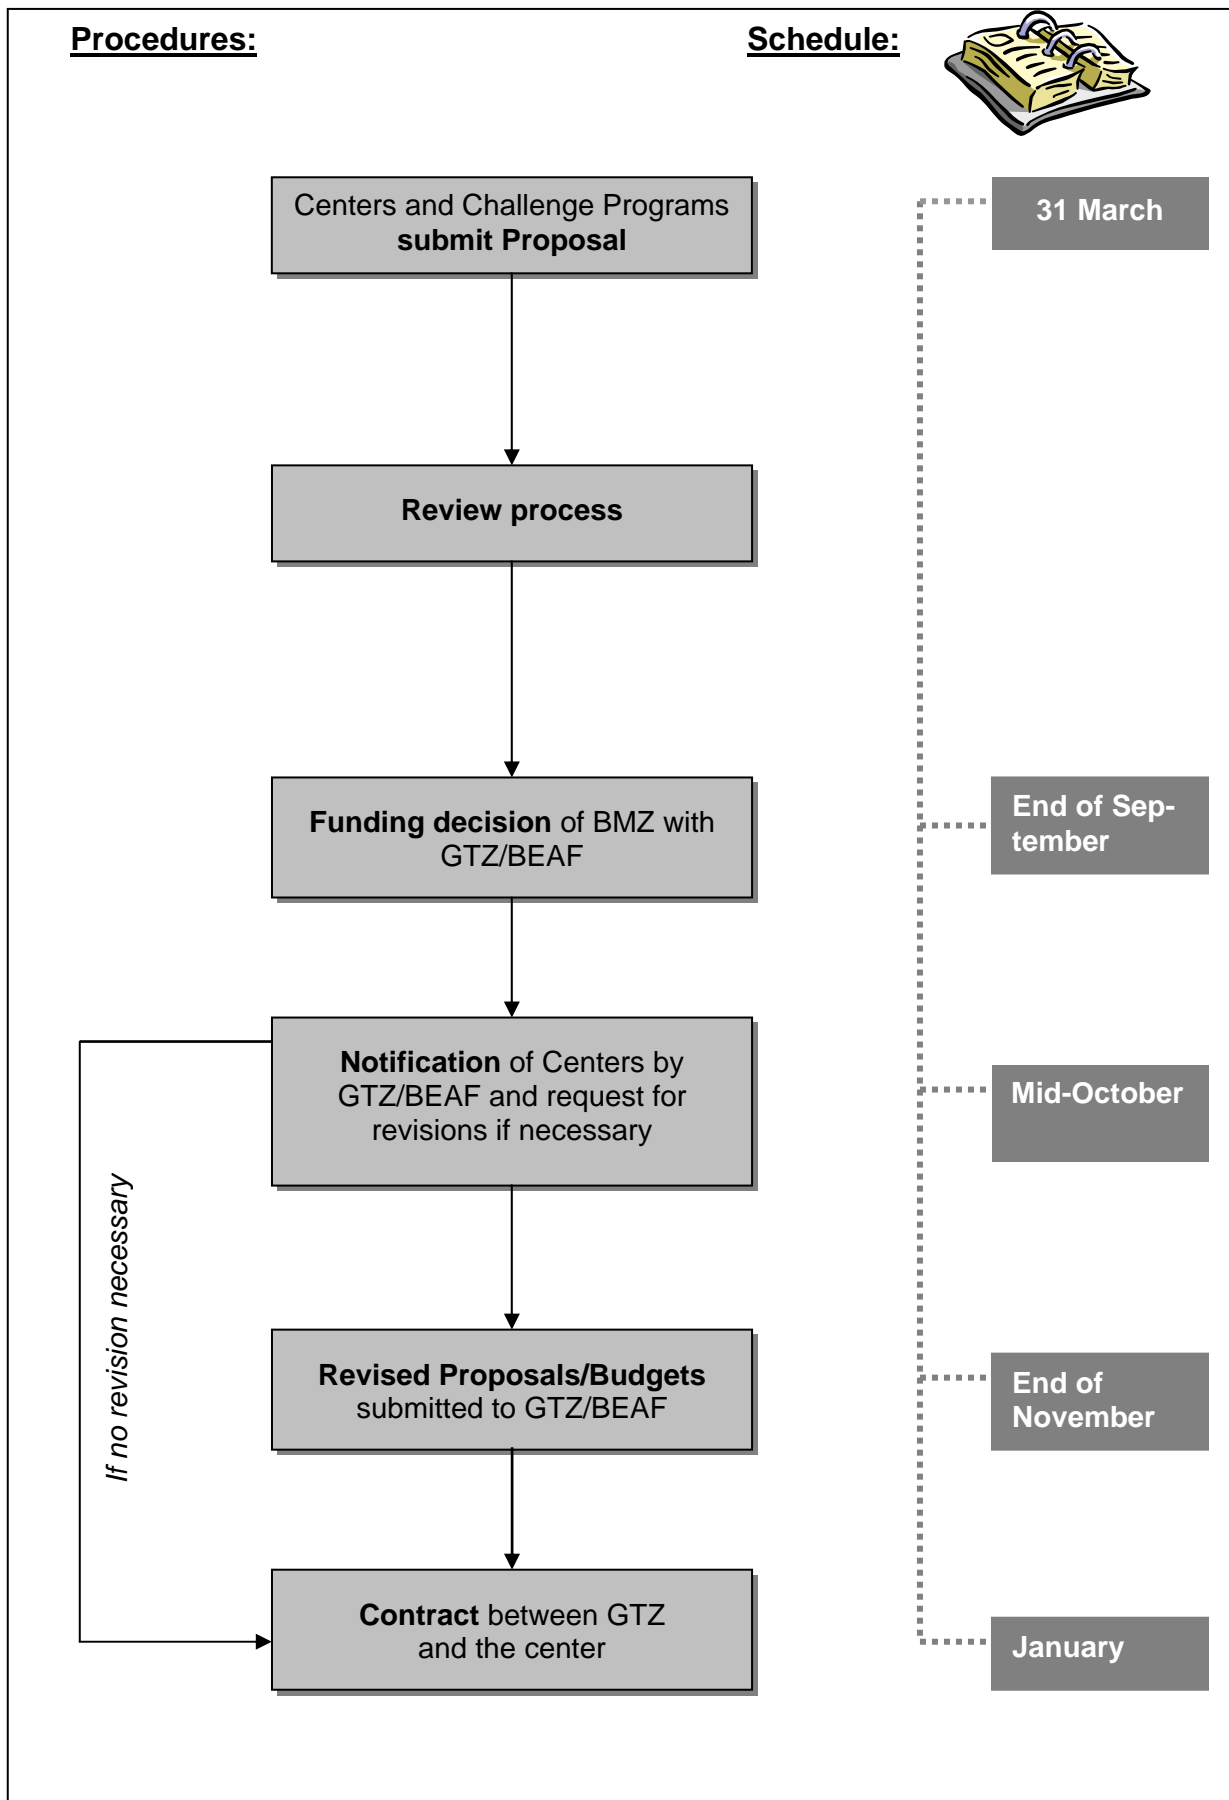 Procedures:
Schedule:
Centers and Challenge Programs
submit Proposal
31 March
Review process
Funding decision of BMZ with
GTZ/BEAF
End of Sep-
tember
Notification of Centers by
GTZ/BEAF and request for
revisions if necessary
Mid-October
If no revision necessary
Revised Proposals/Budgets
submitted to GTZ/BEAF
End of
November
Contract between GTZ
and the center
January